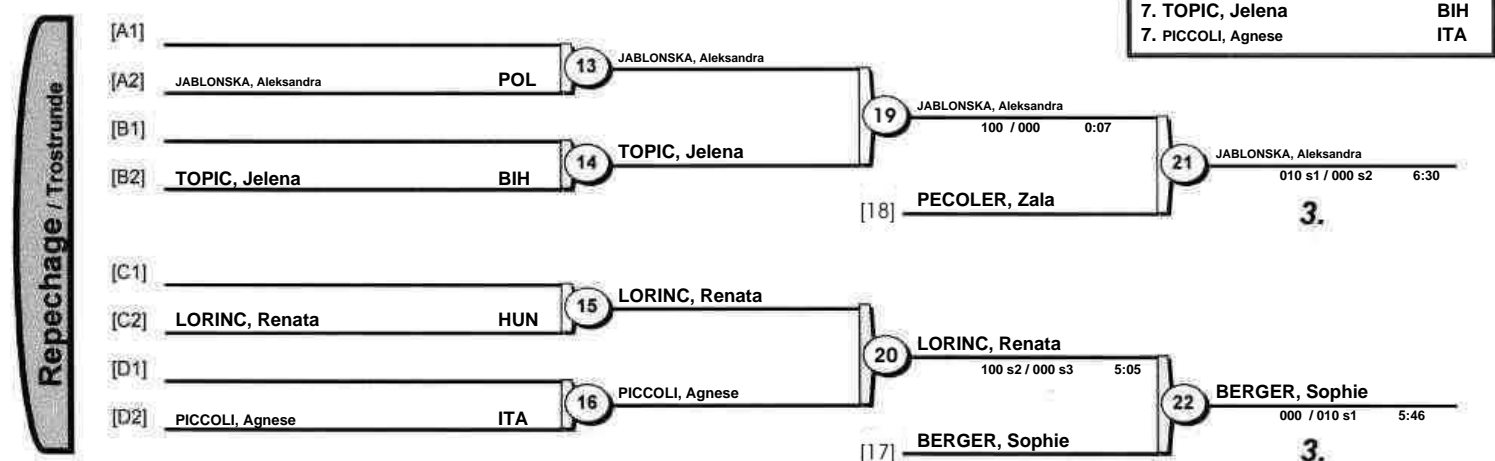 7. TOPIC, Jelena BIH
7. PICCOLI, Agnese ITA
Repechage / Trostrunde
[A1]
[A2] JABLONSKA, Aleksandra POL
13 JABLONSKA, Aleksandra
[B1]
[B2] TOPIC, Jelena BIH
14 TOPIC, Jelena
19 JABLONSKA, Aleksandra
100 / 000 0:07
[18] PECOLER, Zala
21 JABLONSKA, Aleksandra
010 s1 / 000 s2 6:30
3.
[C1]
[C2] LORINC, Renata HUN
15 LORINC, Renata
[D1]
[D2] PICCOLI, Agnese ITA
16 PICCOLI, Agnese
20 LORINC, Renata
100 s2 / 000 s3 5:05
[17] BERGER, Sophie
22 BERGER, Sophie
000 / 010 s1 5:46
3.